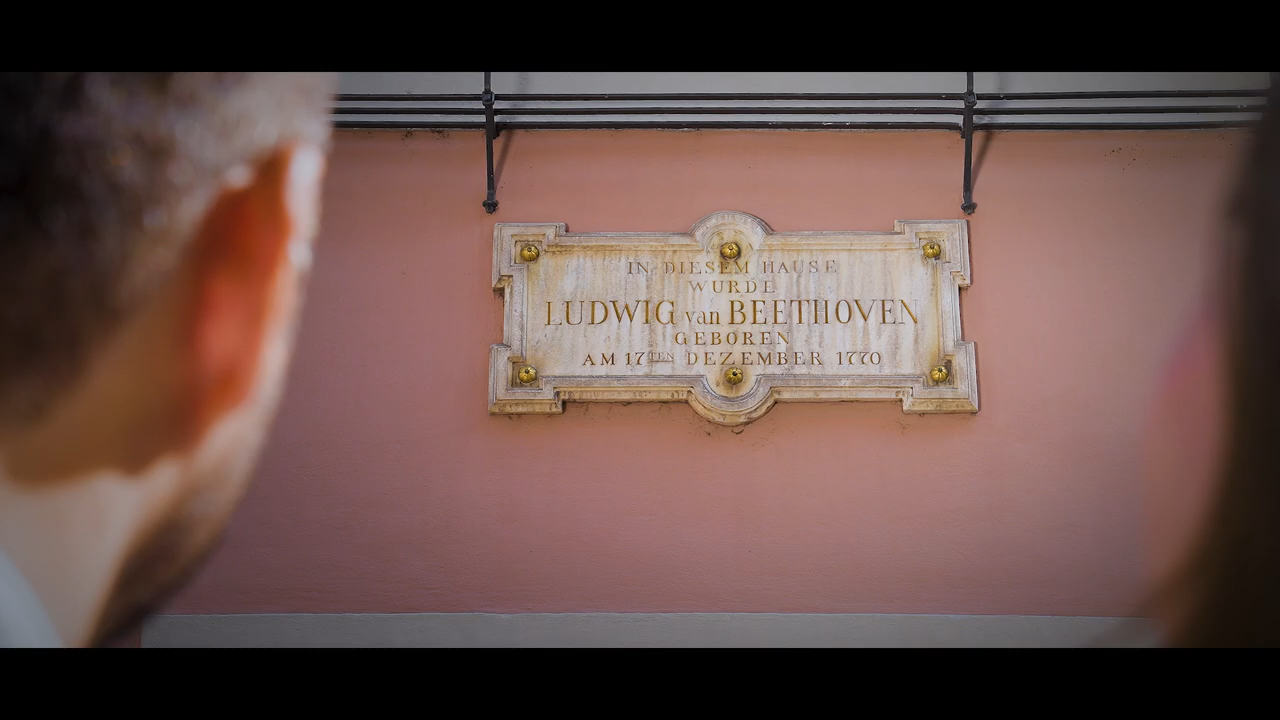 IN DIESEM HAUSE
WURDE
LUDWIG van BEETHOVEN
GEBOREN
AM 17TEN DEZEMBER 1770